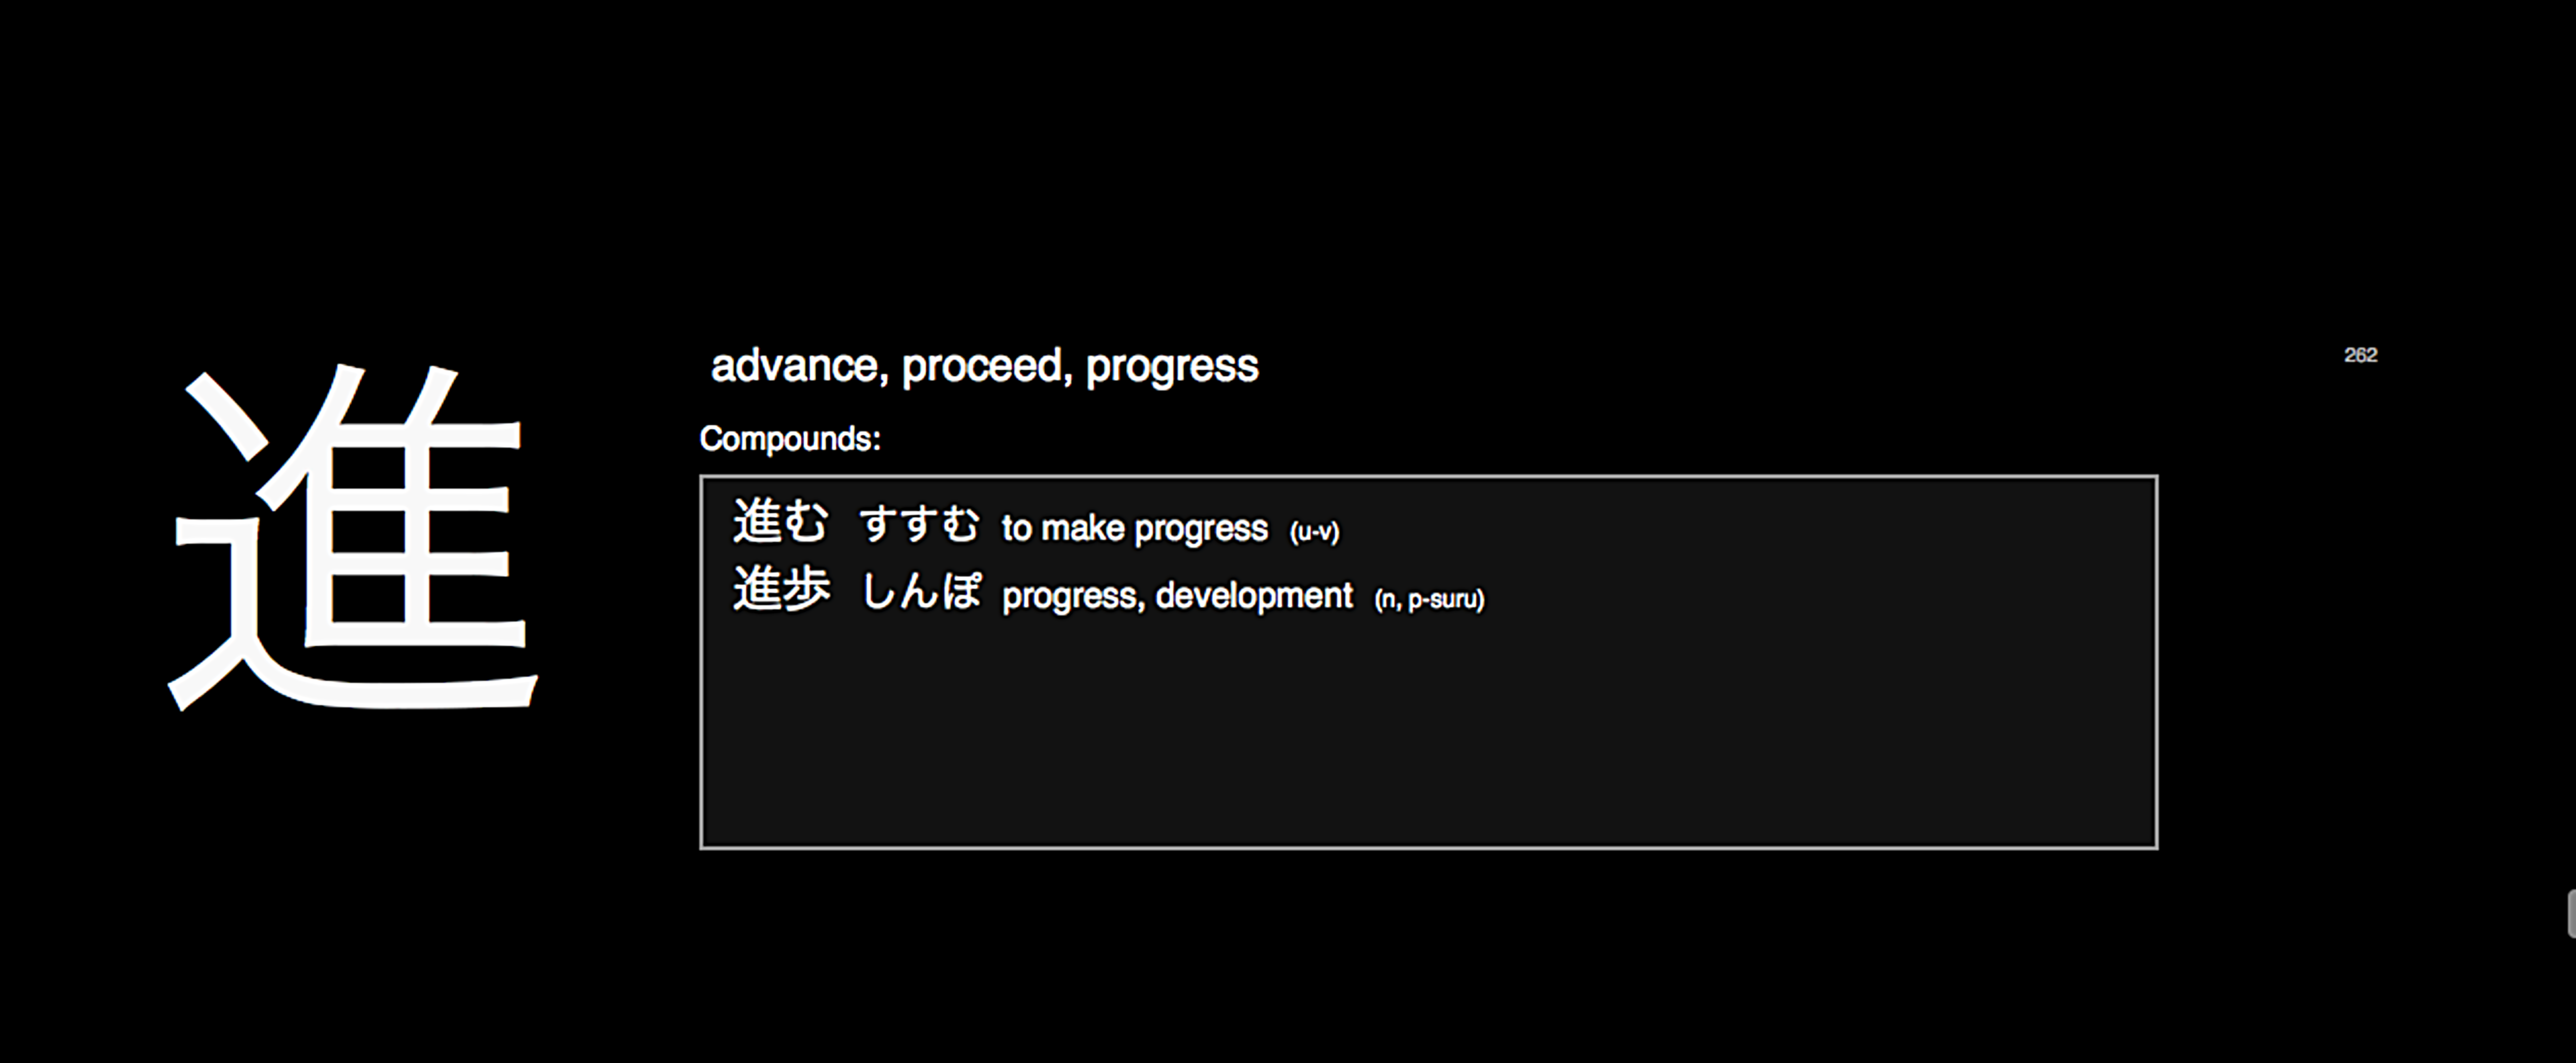 進
advance, proceed, progress
262
Compounds:
進む すすむ to make progress (u-v)
進歩 しんぽ progress, development (n, p-suru)